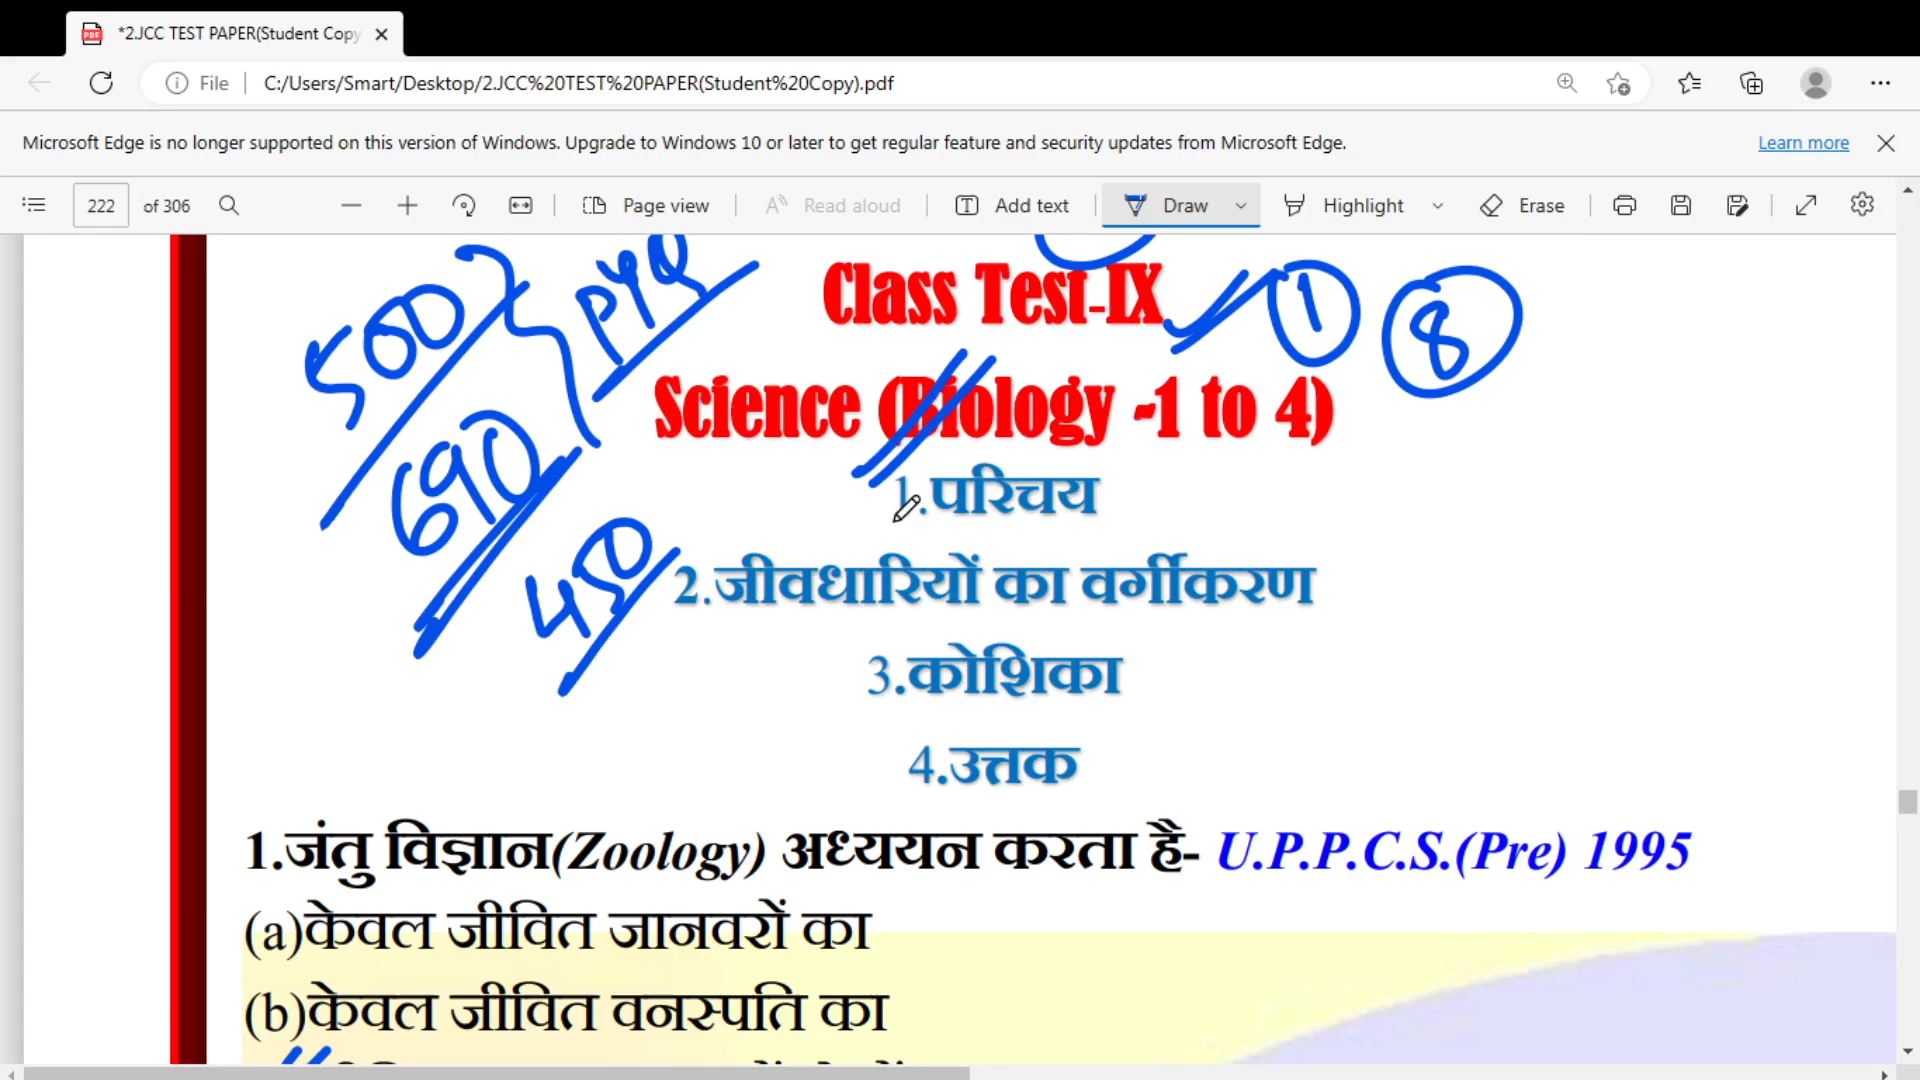 *2.JCC TEST PAPER(Student Copy
File C:/Users/Smart/Desktop/2.JCC%20TEST%20PAPER(Student%20Copy).pdf
Microsoft Edge is no longer supported on this version of Windows. Upgrade to Windows 10 or later to get regular feature and security updates from Microsoft Edge. Learn more
222 of 306 Page view Read aloud Add text Draw Highlight Erase
500 PYQ
690
450
Class Test-IX 1 8
Science (Biology -1 to 4)
1.परिचय
2.जीवधारियों का वर्गीकरण
3.कोशिका
4.उत्तक
1.जंतु विज्ञान(Zoology) अध्ययन करता है- U.P.P.C.S.(Pre) 1995
(a)केवल जीवित जानवरों का
(b)केवल जीवित वनस्पति का